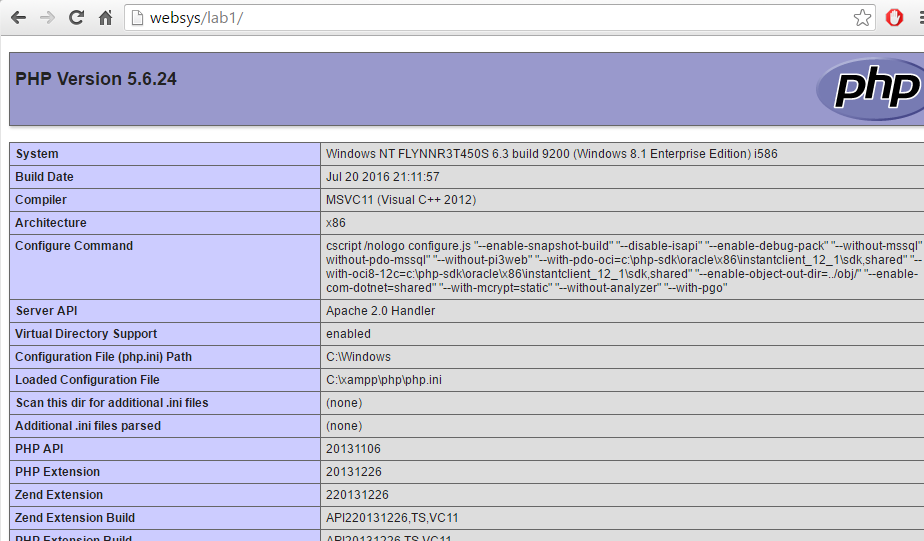 websys/lab1/
PHP Version 5.6.24
php
System Windows NT FLYNNR3T450S 6.3 build 9200 (Windows 8.1 Enterprise Edition) i586
Build Date Jul 20 2016 21:11:57
Compiler MSVC11 (Visual C++ 2012)
Architecture x86
Configure Command cscript /nologo configure.js "--enable-snapshot-build" "--disable-isapi" "--enable-debug-pack" "--without-mssql"
without-pdo-mssql" "--without-pi3web" "--with-pdo-oci=c:\php-sdk\oracle\x86\instantclient_12_1\sdk,shared" "--
with-oci8-12c=c:\php-sdk\oracle\x86\instantclient_12_1\sdk,shared" "--enable-object-out-dir=../obj/" "--enable-
com-dotnet=shared" "--with-mcrypt=static" "--without-analyzer" "--with-pgo"
Server API Apache 2.0 Handler
Virtual Directory Support enabled
Configuration File (php.ini) Path C:\Windows
Loaded Configuration File C:\xampp\php\php.ini
Scan this dir for additional .ini files (none)
Additional .ini files parsed (none)
PHP API 20131106
PHP Extension 20131226
Zend Extension 220131226
Zend Extension Build API220131226,TS,VC11
PHP Extension Build API20131226,TS,VC11